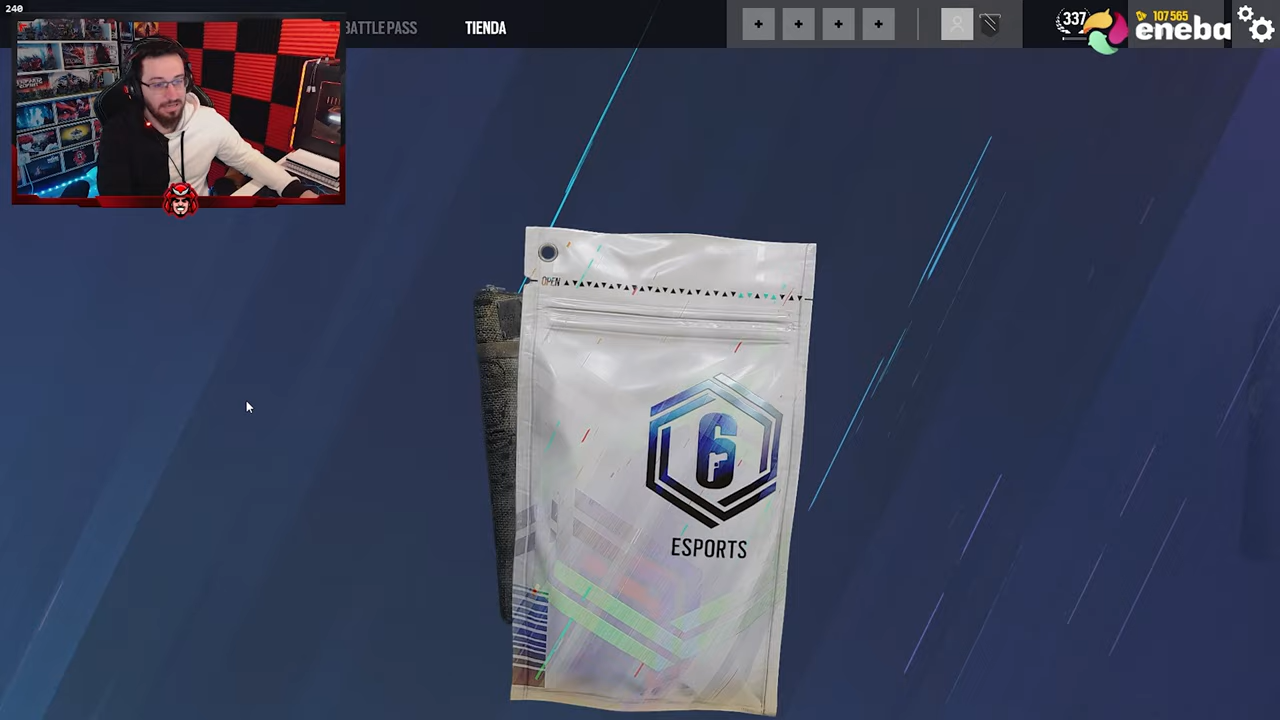 240
BATTLE PASS
TIENDA
337
107 565
eneba
OPEN
6
ESPORTS